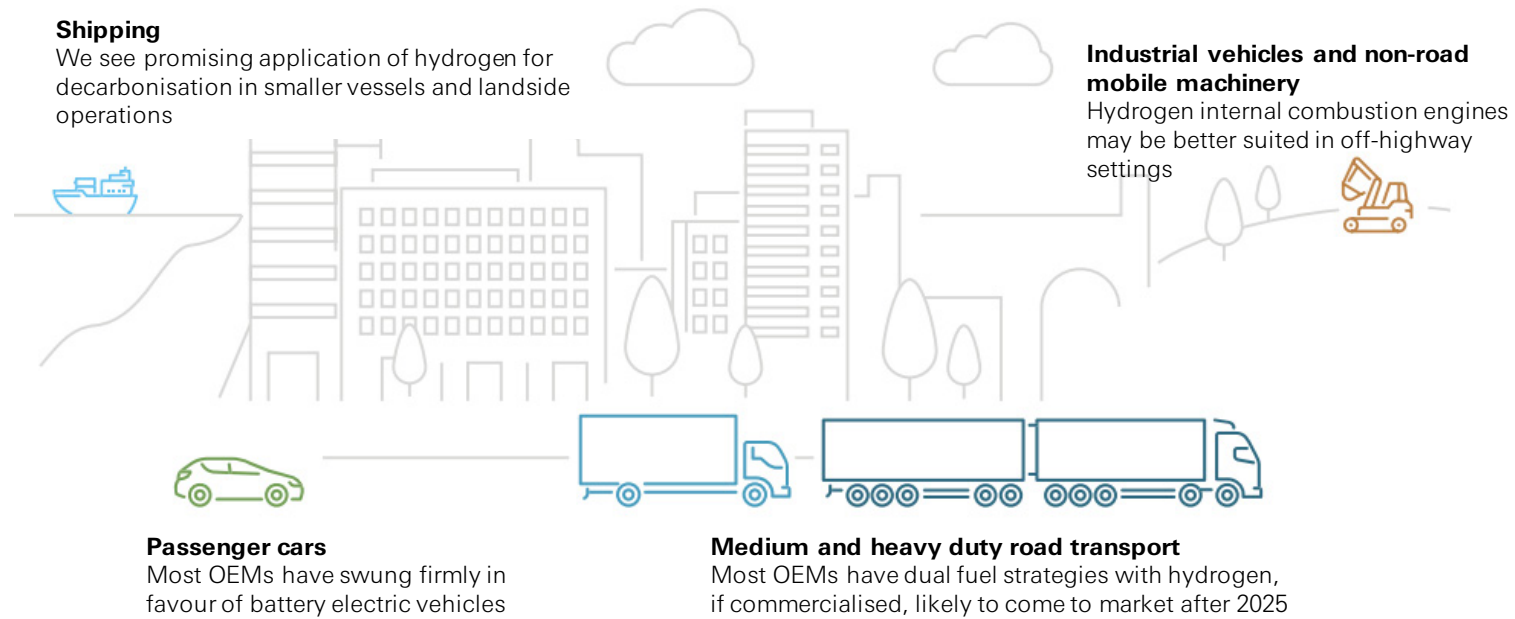 Shipping
We see promising application of hydrogen for
decarbonisation in smaller vessels and landside
operations
Industrial vehicles and non-road
mobile machinery
Hydrogen internal combustion engines
may be better suited in off-highway
settings
Passenger cars
Most OEMs have swung firmly in
favour of battery electric vehicles
Medium and heavy duty road transport
Most OEMs have dual fuel strategies with hydrogen,
if commercialised, likely to come to market after 2025